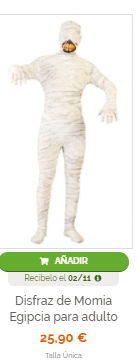 AÑADIR
Recíbelo el 02/11
Disfraz de Momia
Egipcia para adulto
25,90 €
Talla Única